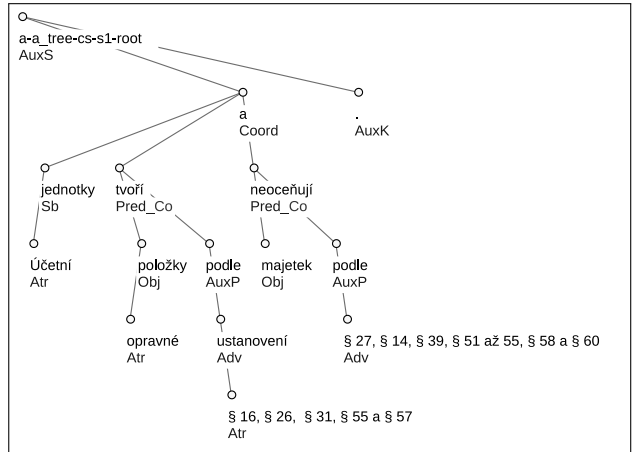 a-a_tree-cs-s1-root
AuxS
a
Coord
.
AuxK
jednotky
Sb
tvoří
Pred_Co
neoceňují
Pred_Co
Účetní
Atr
položky
Obj
podle
AuxP
majetek
Obj
podle
AuxP
opravné
Atr
ustanovení
Adv
§ 27, § 14, § 39, § 51 až 55, § 58 a § 60
Adv
§ 16, § 26, § 31, § 55 a § 57
Atr